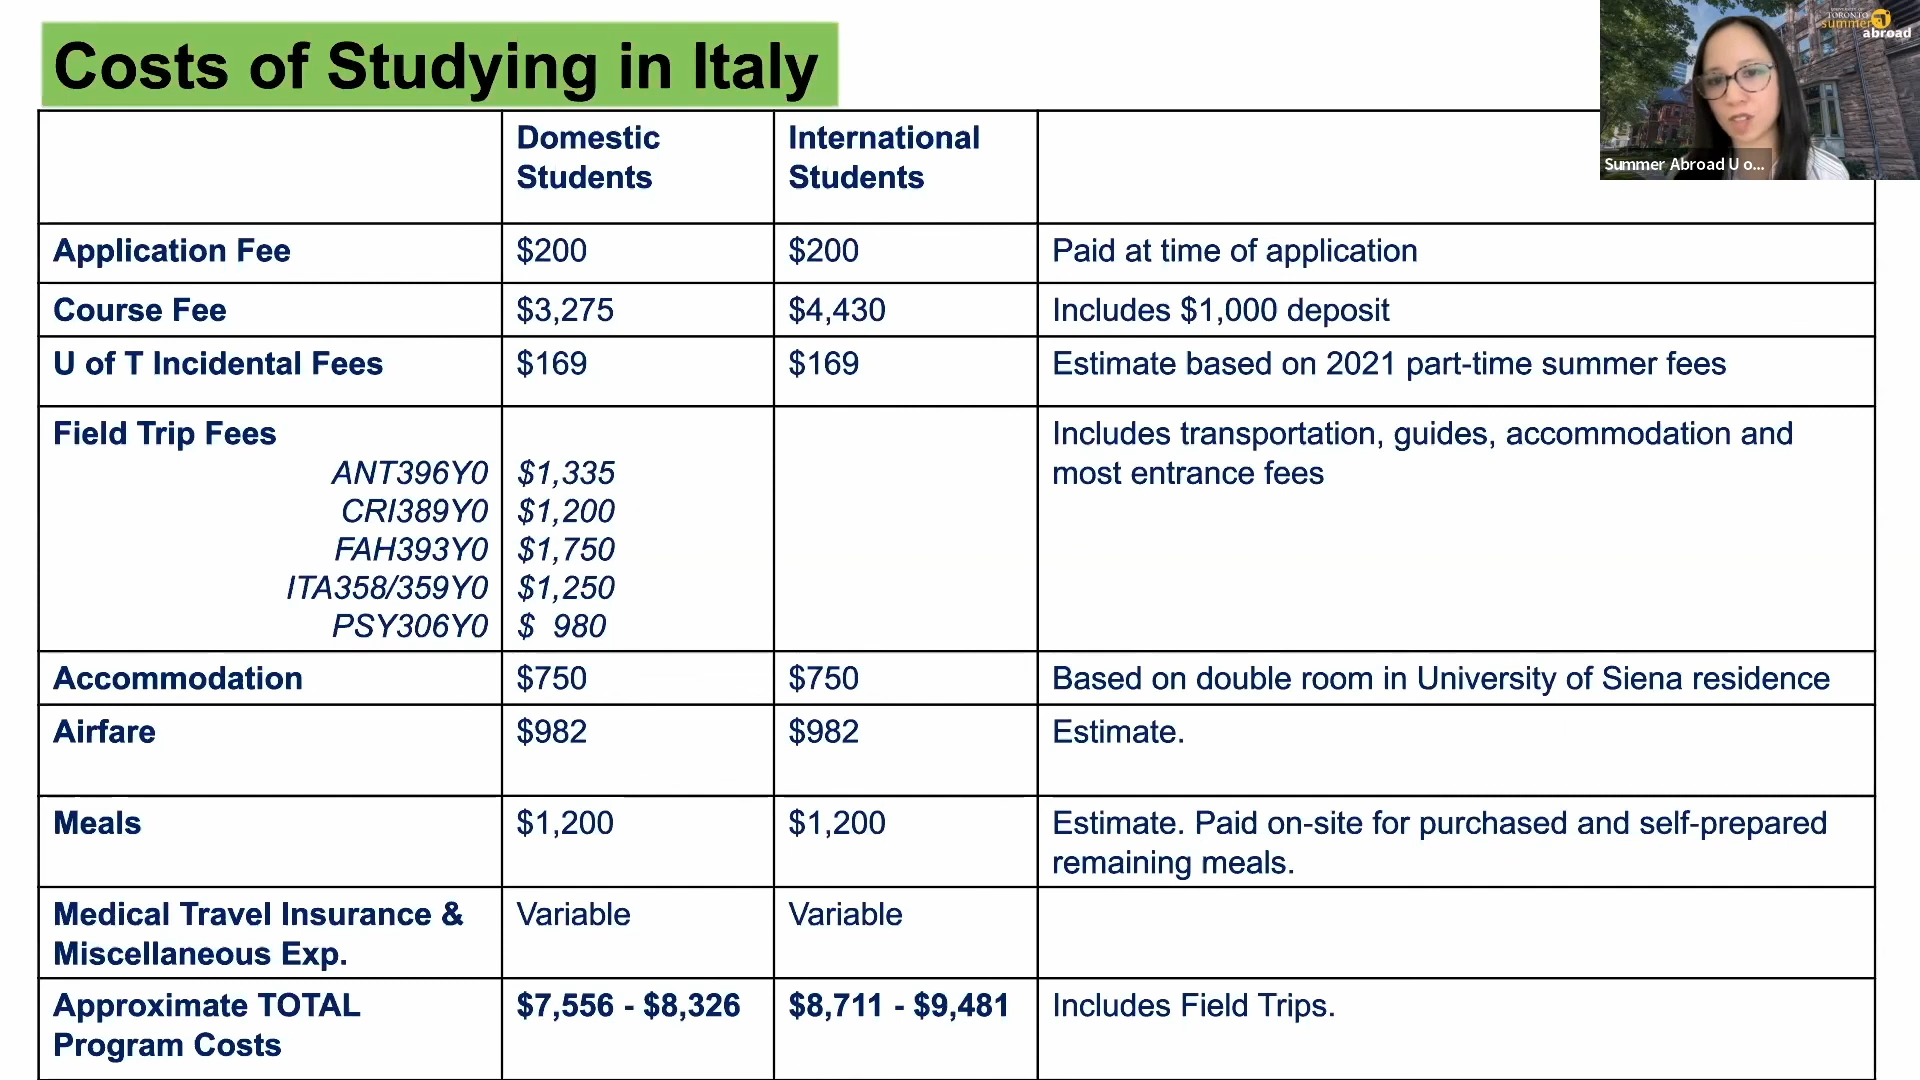 Costs of Studying in Italy
TORONTO
summer
abroad
Summer Abroad U o...
Domestic
Students
International
Students
Application Fee $200 $200 Paid at time of application
Course Fee $3,275 $4,430 Includes $1,000 deposit
U of T Incidental Fees $169 $169 Estimate based on 2021 part-time summer fees
Field Trip Fees Includes transportation, guides, accommodation and
most entrance fees
ANT396Y0 $1,335
CRI389Y0 $1,200
FAH393Y0 $1,750
ITA358/359Y0 $1,250
PSY306Y0 $ 980
Accommodation $750 $750 Based on double room in University of Siena residence
Airfare $982 $982 Estimate.
Meals $1,200 $1,200 Estimate. Paid on-site for purchased and self-prepared
remaining meals.
Medical Travel Insurance & Variable Variable
Miscellaneous Exp.
Approximate TOTAL $7,556 - $8,326 $8,711 - $9,481 Includes Field Trips.
Program Costs